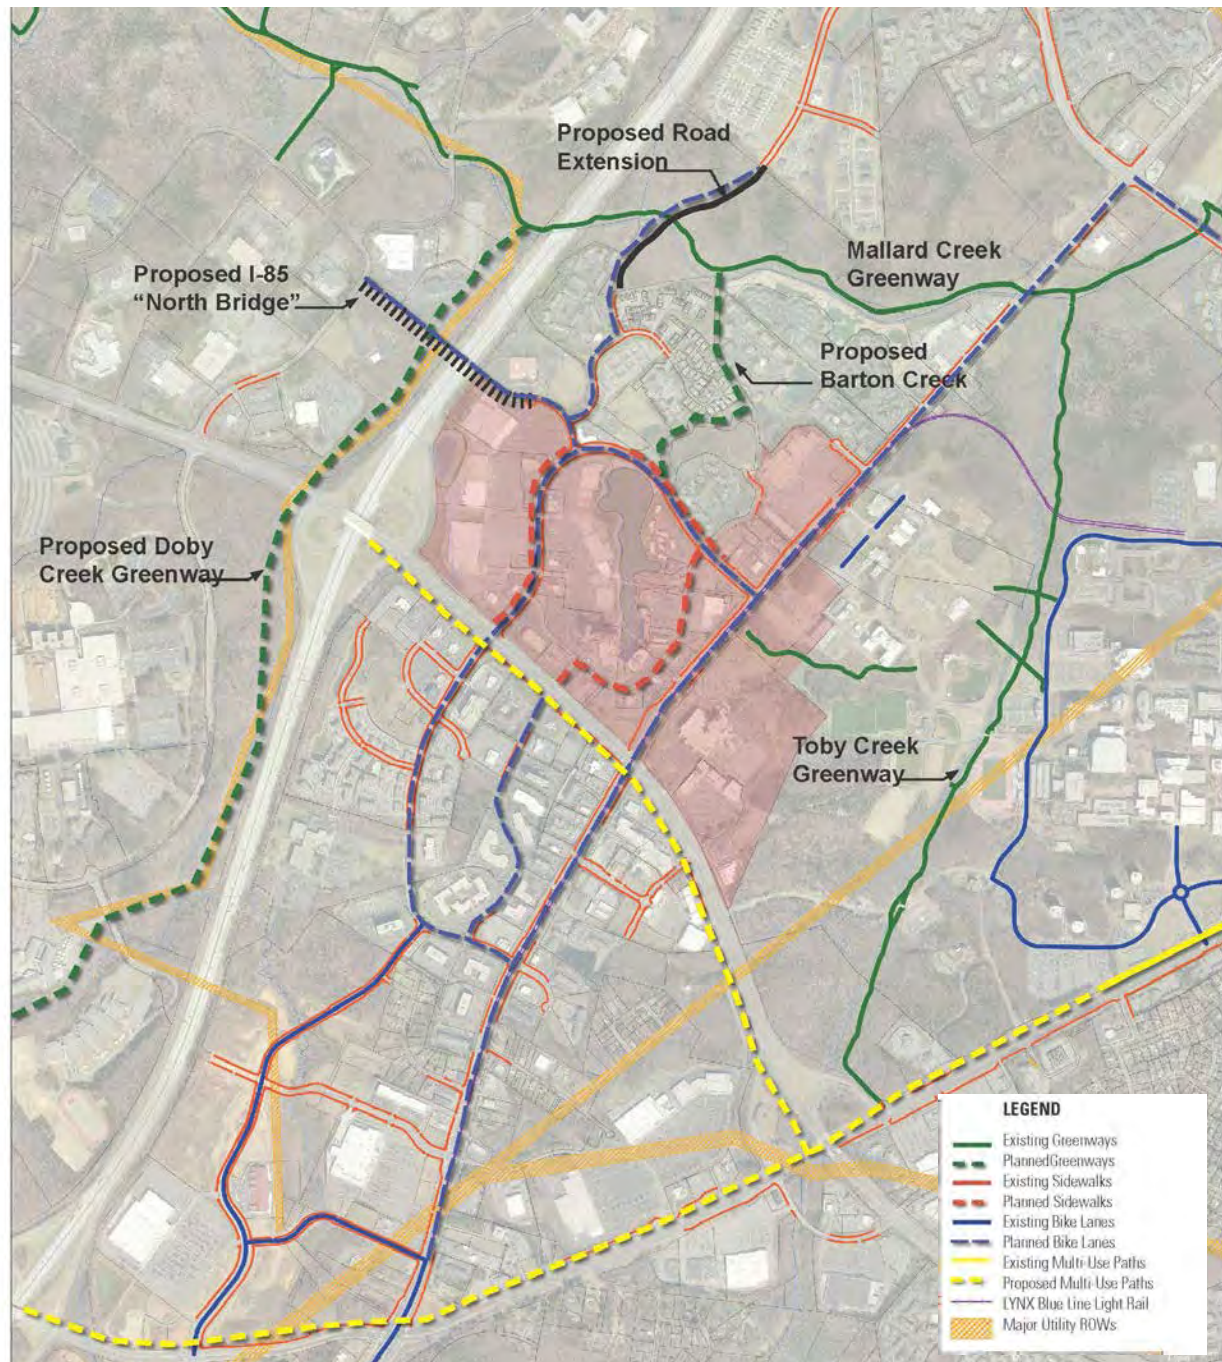 Proposed Road
Extension
Mallard Creek
Greenway
Proposed I-85
“North Bridge”
Proposed
Barton Creek
Proposed Doby
Creek Greenway
Toby Creek
Greenway
LEGEND
Existing Greenways
PlannedGreenways
Existing Sidewalks
Planned Sidewalks
Existing Bike Lanes
Planned Bike Lanes
Existing Multi-Use Paths
Proposed Multi-Use Paths
LYNX Blue Line Light Rail
Major Utility ROWs